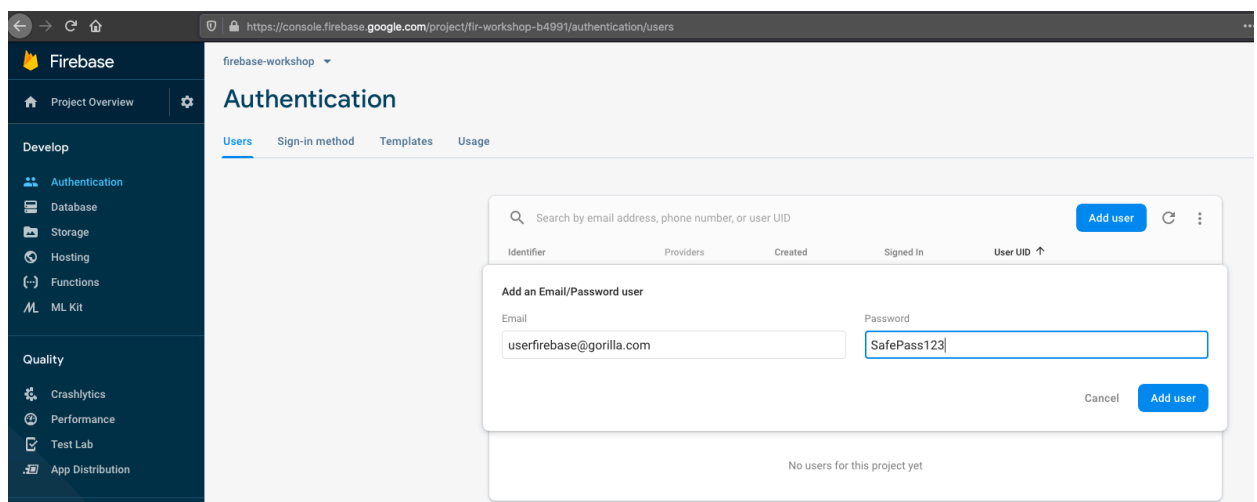 https://console.firebase.google.com/project/fir-workshop-b4991/authentication/users
Firebase
firebase-workshop
Project Overview
Authentication
Develop
Users Sign-in method Templates Usage
Authentication
Database
Storage
Hosting
Functions
ML Kit
Search by email address, phone number, or user UID Add user
Identifier Providers Created Signed In User UID
Add an Email/Password user
Email Password
userfirebase@gorilla.com SafePass123
Cancel Add user
Quality
Crashlytics
Performance
Test Lab
App Distribution
No users for this project yet